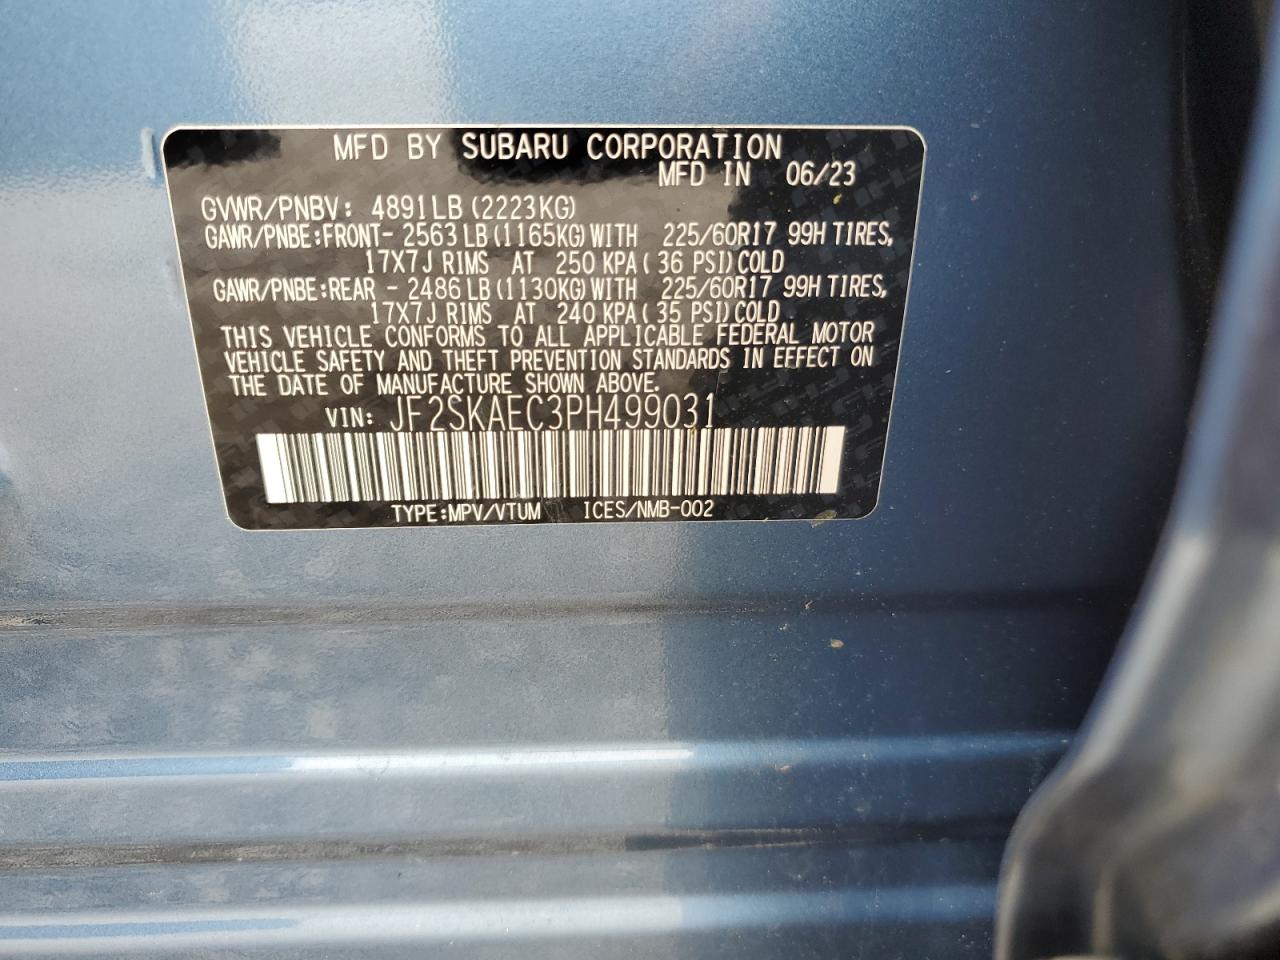 MFD BY SUBARU CORPORATION
MFD IN 06/23
GVWR/PNBV: 4891LB (2223KG)
GAWR/PNBE:FRONT- 2563LB (1165KG) WITH 225/60R17 99H TIRES,
17X7J RIMS AT 250 KPA( 36 PSI) COLD
GAWR/PNBE:REAR - 2486LB (1130KG) WITH 225/60R17 99H TIRES,
17X7J RIMS AT 240 KPA( 35 PSI) COLD
THIS VEHICLE CONFORMS TO ALL APPLICABLE FEDERAL MOTOR
VEHICLE SAFETY AND THEFT PREVENTION STANDARDS IN EFFECT ON
THE DATE OF MANUFACTURE SHOWN ABOVE.
VIN: JF2SKAEC3PH499031
TYPE:MPV/VTUM ICES/NMB-002